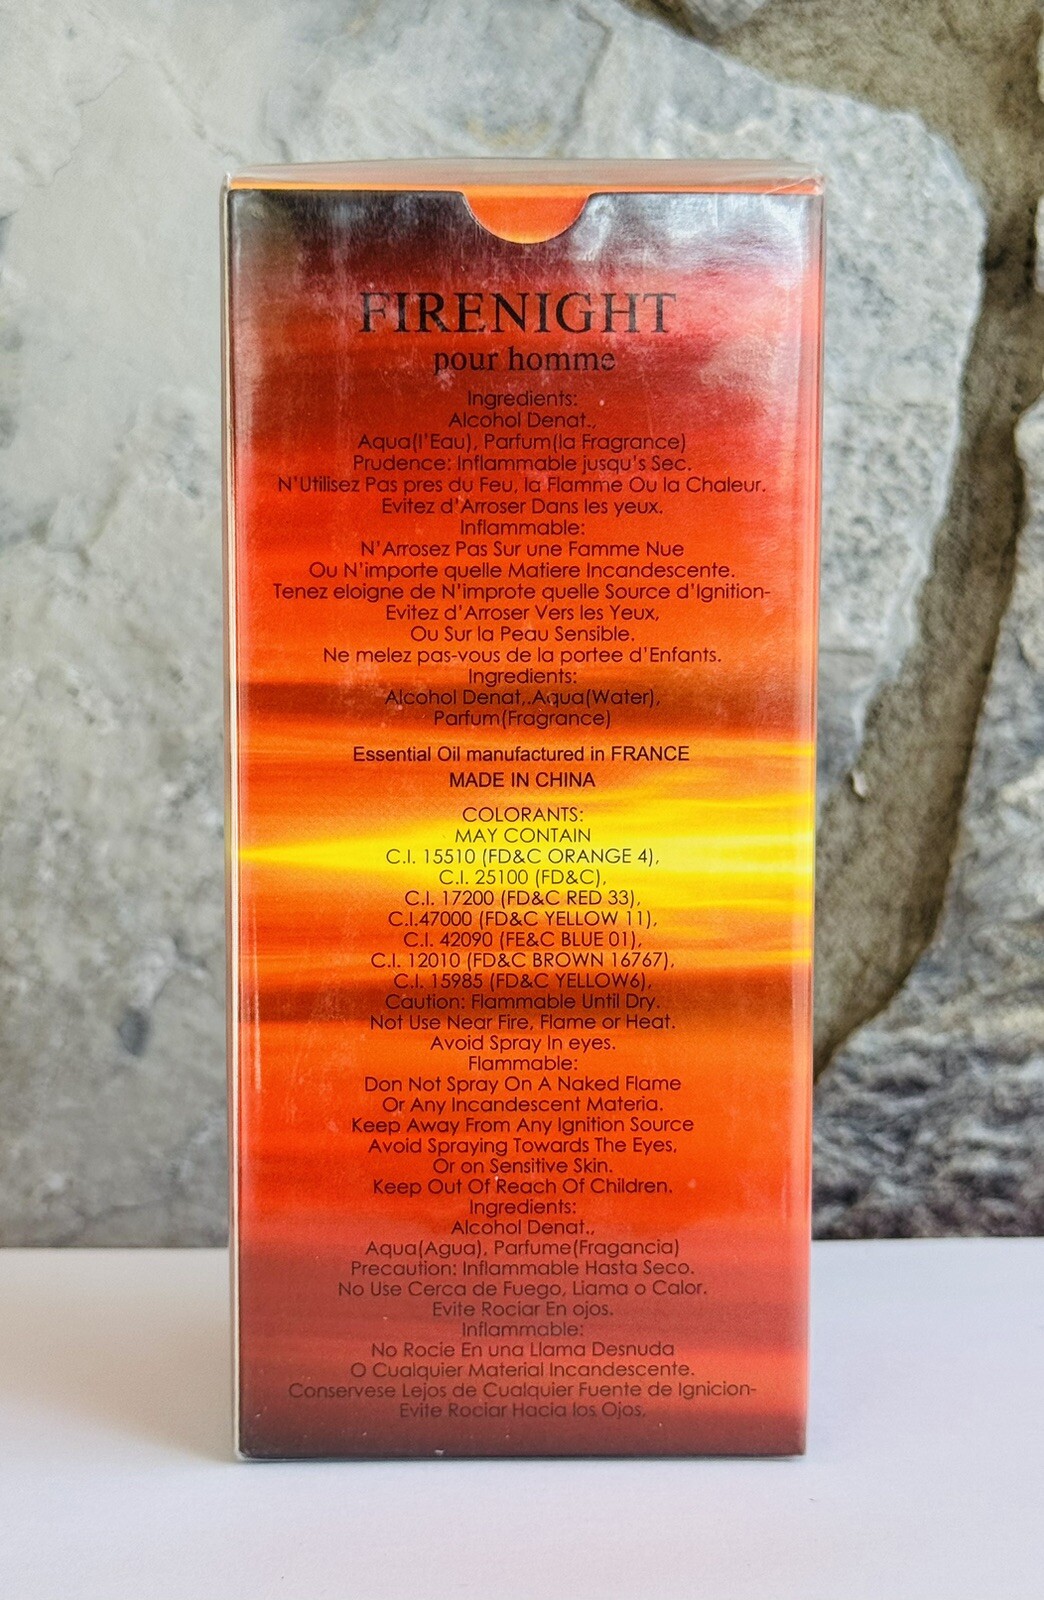 FIRENIGHT
pour homme
Ingredients:
Alcohol Denat.,
Aqua(l'Eau), Parfum(la Fragrance)
Prudence: Inflammable jusqu's Sec.
N'Utilisez Pas pres du Feu, la Flamme Ou la Chaleur.
Evitez d'Arroser Dans les yeux.
Inflammable:
N'Arrosez Pas Sur une Famme Nue
Ou N'importe quelle Matiere Incandescente.
Tenez eloigne de N'improte quelle Source d'Ignition-
Evitez d'Arroser Vers les Yeux,
Ou Sur la Peau Sensible.
Ne melez pas-vous de la portee d'Enfants.
Ingredients:
Alcohol Denat,.Aqua(Water),
Parfum(Fragrance)
Essential Oil manufactured in FRANCE
MADE IN CHINA
COLORANTS:
MAY CONTAIN
C.I. 15510 (FD&C ORANGE 4),
C.I. 25100 (FD&C),
C.I. 17200 (FD&C RED 33),
C.I.47000 (FD&C YELLOW 11),
C.I. 42090 (FE&C BLUE 01),
C.I. 12010 (FD&C BROWN 16767),
C.I. 15985 (FD&C YELLOW6),
Caution: Flammable Until Dry.
Not Use Near Fire, Flame or Heat.
Avoid Spray In eyes.
Flammable:
Don Not Spray On A Naked Flame
Or Any Incandescent Materia.
Keep Away From Any Ignition Source
Avoid Spraying Towards The Eyes,
Or on Sensitive Skin.
Keep Out Of Reach Of Children.
Ingredients:
Alcohol Denat.,
Aqua(Agua), Parfume(Fragancia)
Precaution: Inflammable Hasta Seco.
No Use Cerca de Fuego, Llama o Calor.
Evite Rociar En ojos.
Inflammable:
No Rocie En una Llama Desnuda
O Cualquier Material Incandescente.
Conservese Lejos de Cualquier Fuente de Ignicion-
Evite Rociar Hacia los Ojos,